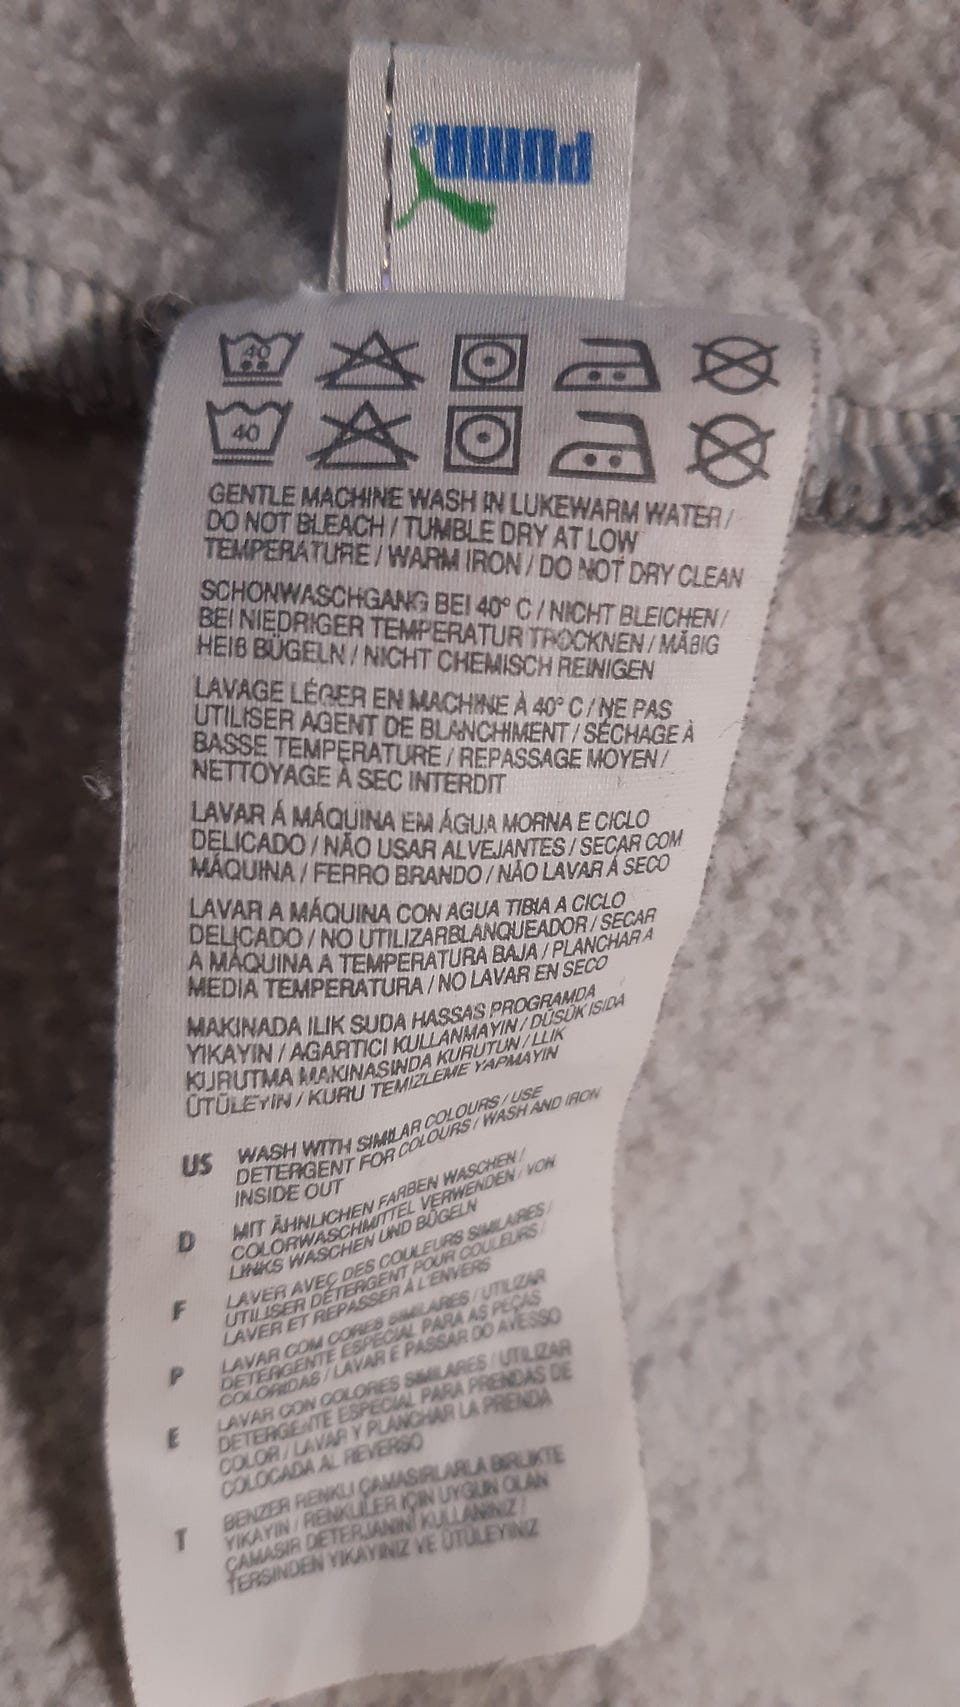 PUMA
40
40
GENTLE MACHINE WASH IN LUKEWARM WATER /
DO NOT BLEACH / TUMBLE DRY AT LOW
TEMPERATURE / WARM IRON / DO NOT DRY CLEAN
SCHONWASCHGANG BEI 40° C / NICHT BLEICHEN /
BEI NIEDRIGER TEMPERATUR TROCKNEN / MÄßIG
HEIß BÜGELN / NICHT CHEMISCH REINIGEN
LAVAGE LÉGER EN MACHINE À 40° C / NE PAS
UTILISER AGENT DE BLANCHIMENT / SÉCHAGE À
BASSE TEMPÉRATURE / REPASSAGE MOYEN /
NETTOYAGE À SEC INTERDIT
LAVAR Á MÁQUINA EM ÁGUA MORNA E CICLO
DELICADO / NÃO USAR ALVEJANTES / SECAR COM
MÁQUINA / FERRO BRANDO / NÃO LAVAR Á SECO
LAVAR A MÁQUINA CON AGUA TIBIA A CICLO
DELICADO / NO UTILIZARBLANQUEADOR / SECAR
A MÁQUINA A TEMPERATURA BAJA / PLANCHAR A
MEDIA TEMPERATURA / NO LAVAR EN SECO
MAKINADA ILIK SUDA HASSAS PROGRAMDA
YIKAYIN / AGARTICI KULLANMAYIN / DÜSÜK ISIDA
KURUTMA MAKINASINDA KURUTUN / LLIK
ÜTÜLEYIN / KURU TEMIZLEME YAPMAYIN
US WASH WITH SIMILAR COLOURS / USE
DETERGENT FOR COLOURS / WASH AND IRON
INSIDE OUT
D MIT ÄHNLICHEN FARBEN WASCHEN /
COLORWASCHMITTEL VERWENDEN / VON
LINKS WASCHEN UND BÜGELN
F LAVER AVEC DES COULEURS SIMILAIRES /
UTILISER DÉTERGENT POUR COULEURS /
LAVER ET REPASSER À L'ENVERS
P LAVAR COM CORES SIMILARES / UTILIZAR
DETERGENTE ESPECIAL PARA AS PEÇAS
COLORIDAS / LAVAR E PASSAR DO AVESSO
E LAVAR CON COLORES SIMILARES / UTILIZAR
DETERGENTE ESPECIAL PARA PRENDAS DE
COLOR / LAVAR Y PLANCHAR LA PRENDA
COLOCADA AL REVERSO
T BENZER RENKLI ÇAMASIRLARLA BIRLIKTE
YIKAYIN / RENKLILER IÇIN UYGUN OLAN
ÇAMASIR DETERJANINI KULLANINIZ /
TERSINDEN YIKAYINIZ VE ÜTÜLEYINIZ